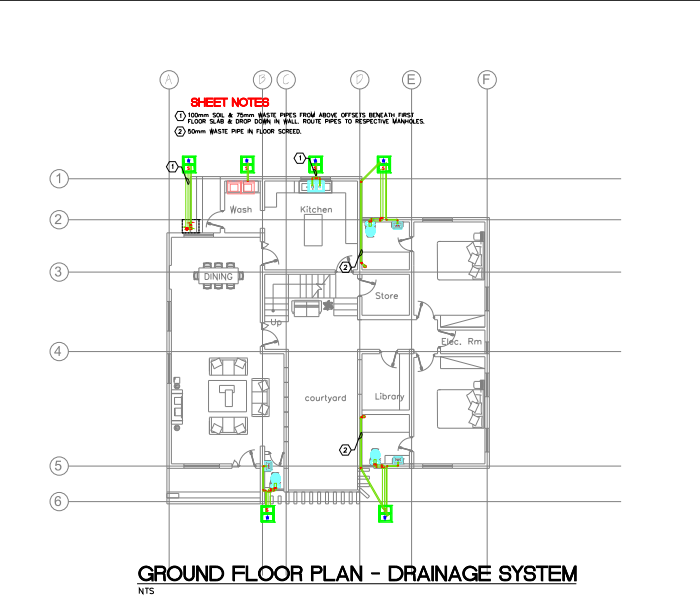 A B C D E F
SHEET NOTES
1 100mm SOIL & 75mm WASTE PIPES FROM ABOVE OFFSETS BENEATH FIRST
FLOOR SLAB & DROP DOWN IN WALL. ROUTE PIPES TO RESPECTIVE MANHOLES.
2 50mm WASTE PIPE IN FLOOR SCREED.
1
1
1
2
Wash
Kitchen
2
3
DINING
Store
Up
Elec. Rm
4
courtyard
Library
2
5
6
GROUND FLOOR PLAN - DRAINAGE SYSTEM
NTS